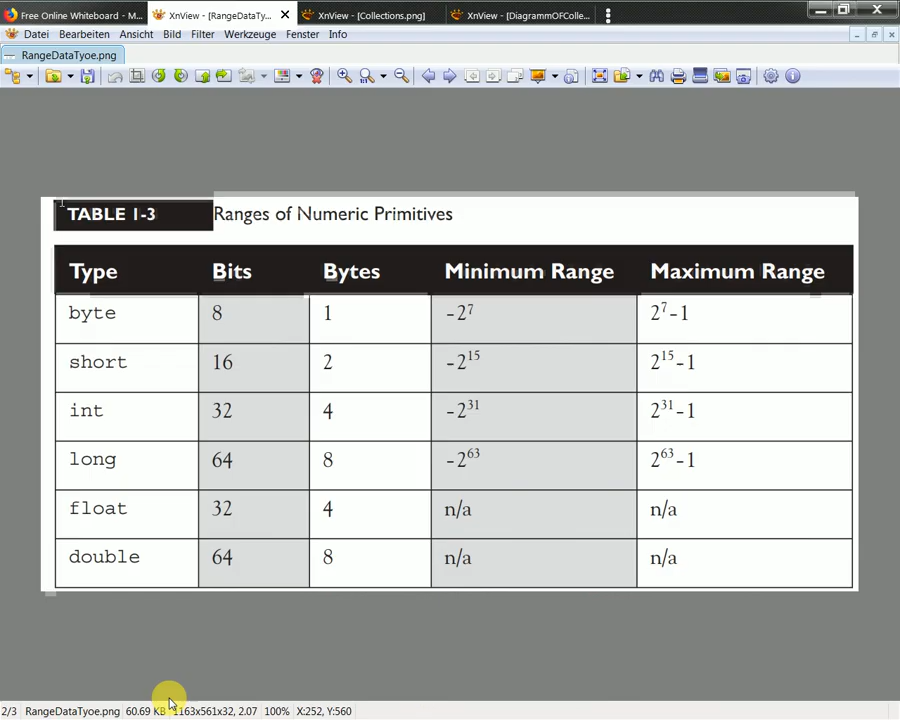 Free Online Whiteboard - M...
XnView - [RangeDataTy...
XnView - [Collections.png]
XnView - [DiagrammOFColle...
Datei Bearbeiten Ansicht Bild Filter Werkzeuge Fenster Info
RangeDataTyoe.png
TABLE 1-3 Ranges of Numeric Primitives
Type Bits Bytes Minimum Range Maximum Range
byte 8 1 -2⁷ 2⁷-1
short 16 2 -2¹⁵ 2¹⁵-1
int 32 4 -2³¹ 2³¹-1
long 64 8 -2⁶³ 2⁶³-1
float 32 4 n/a n/a
double 64 8 n/a n/a
2/3 RangeDataTyoe.png 60.69 KB 1163x561x32, 2.07 100% X:252, Y:560